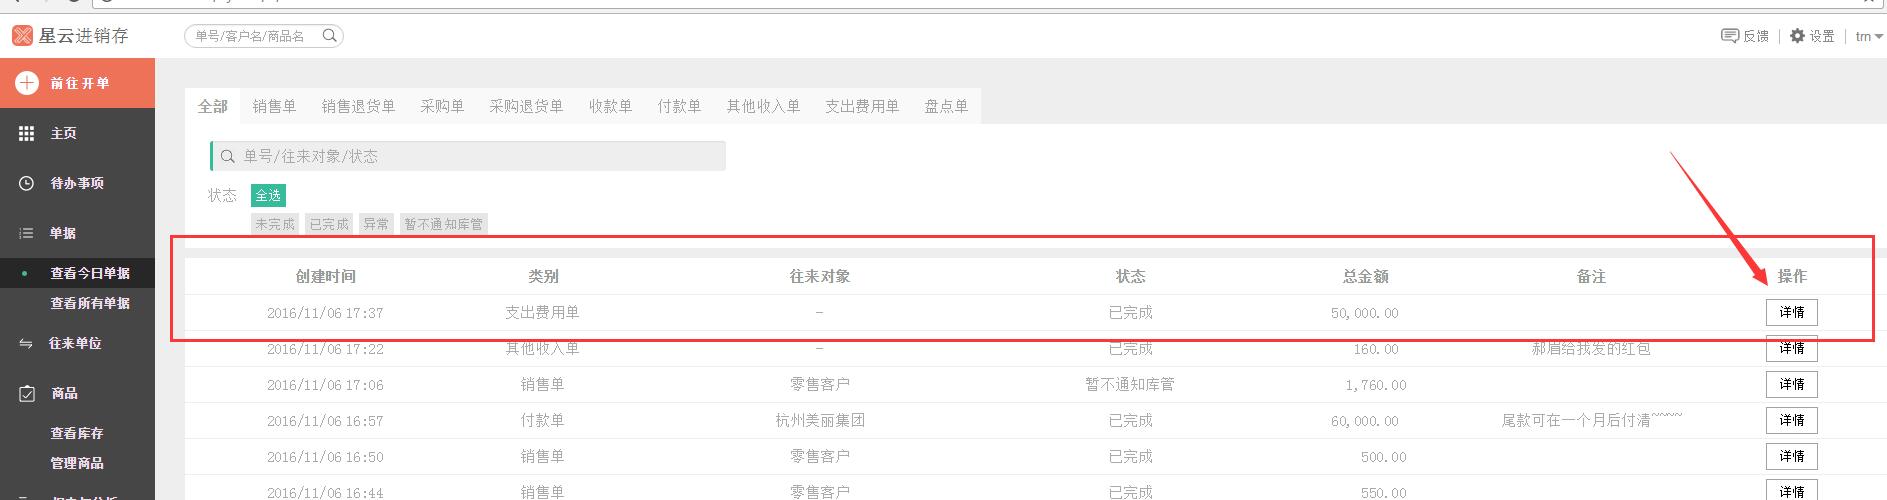 星云进销存
单号/客户名/商品名
反馈
设置
trn
前往开单
主页
待办事项
单据
查看今日单据
查看所有单据
往来单位
商品
查看库存
管理商品
全部 销售单 销售退货单 采购单 采购退货单 收款单 付款单 其他收入单 支出费用单 盘点单
单号/往来对象/状态
状态 全选
未完成 已完成 异常 暂不通知库管
创建时间 类别 往来对象 状态 总金额 备注 操作
2016/11/06 17:37 支出费用单 - 已完成 50,000.00 详情
2016/11/06 17:22 其他收入单 - 已完成 160.00 郝眉给我发的红包 详情
2016/11/06 17:06 销售单 零售客户 暂不通知库管 1,760.00 详情
2016/11/06 16:57 付款单 杭州美丽集团 已完成 60,000.00 尾款可在一个月后付清~~~~ 详情
2016/11/06 16:50 销售单 零售客户 已完成 500.00 详情
2016/11/06 16:44 销售单 零售客户 已完成 550.00 详情